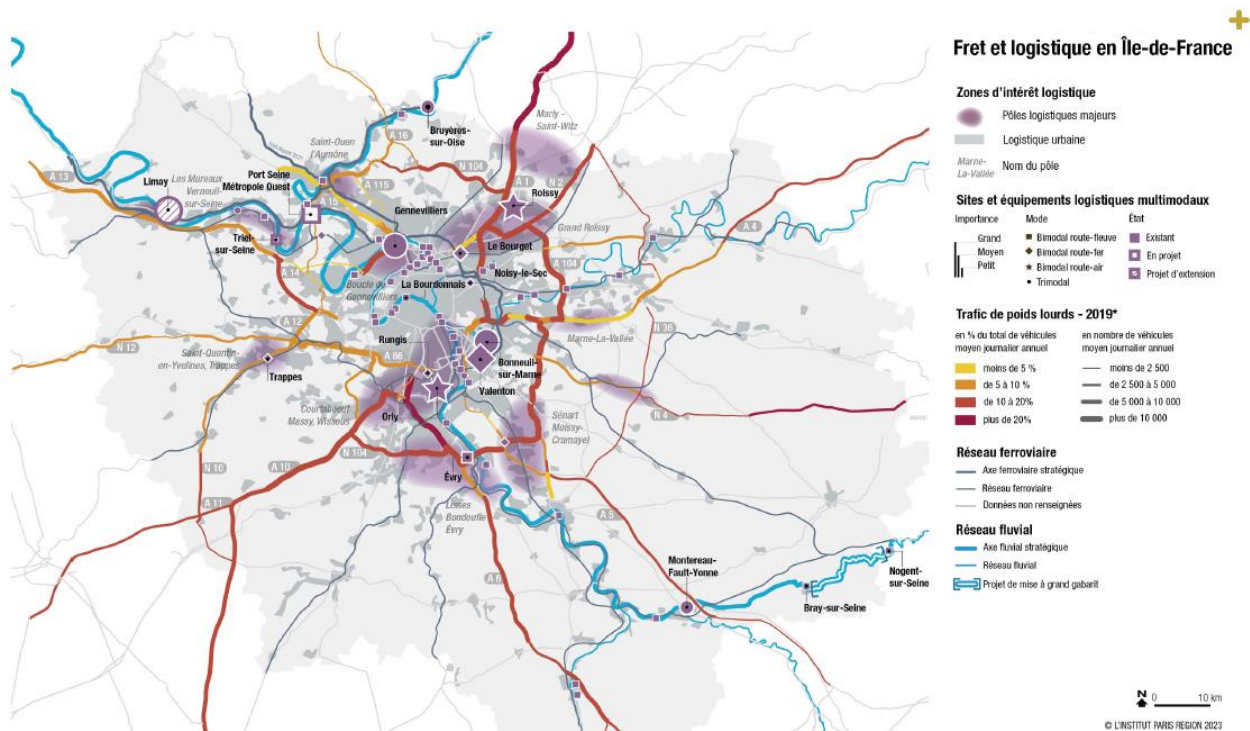 Fret et logistique en Île-de-France
Zones d'intérêt logistique
Pôles logistiques majeurs
Logistique urbaine
Marne-
La-Vallée
Nom du pôle
Sites et équipements logistiques multimodaux
Importance
Mode
État
Grand
Moyen
Petit
Bimodal route-fleuve
Bimodal route-fer
Bimodal route-air
Trimodal
Existant
En projet
Projet d'extension
Trafic de poids lourds - 2019*
en % du total de véhicules
moyen journalier annuel
en nombre de véhicules
moyen journalier annuel
moins de 5 %
de 5 à 10 %
de 10 à 20%
plus de 20%
moins de 2 500
de 2 500 à 5 000
de 5 000 à 10 000
plus de 10 000
Réseau ferroviaire
Axe ferroviaire stratégique
Réseau ferroviaire
Données non renseignées
Réseau fluvial
Axe fluvial stratégique
Réseau fluvial
Projet de mise à grand gabarit
N
0 10 km
© L'INSTITUT PARIS REGION 2023
Marly -
Saint-Witz
Bruyères-
sur-Oise
A 16
Saint-Ouen
l'Aumône
N 104
A 13
Limay
Les Mureaux
Verneuil-
sur-Seine
Port Seine
Métropole Ouest
A 115
A 15
A 1
N 2
Roissy
Gennevilliers
Grand Roissy
A 4
Triel-
sur-Seine
Le Bourget
A 104
A 14
Noisy-le-Sec
Boucle de
Gennevilliers
La Bourdonnais
A 12
N 12
Rungis
N 36
Marne-La-Vallée
Saint-Quentin-
en-Yvelines, Trappes
A 86
Bonneuil-
sur-Marne
Trappes
Valenton
Courtaboeuf
Massy, Wissous
Orly
Sénart
Moissy-
Cramayel
N 4
N 104
N 10
A 10
Évry
A 11
Lisses
Bondoufle
Évry
A 5
Montereau-
Fault-Yonne
Nogent-
sur-Seine
A 6
Bray-sur-Seine